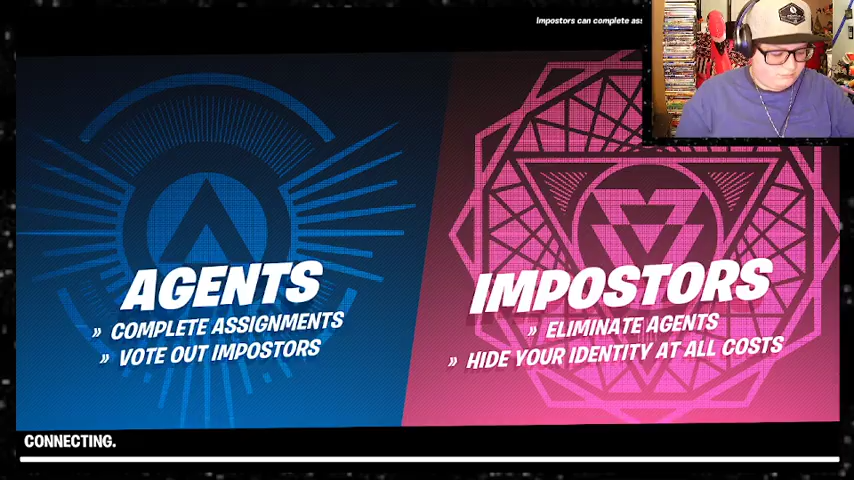 Impostors can complete ass
AGENTS
» COMPLETE ASSIGNMENTS
» VOTE OUT IMPOSTORS
IMPOSTORS
» ELIMINATE AGENTS
» HIDE YOUR IDENTITY AT ALL COSTS
CONNECTING.